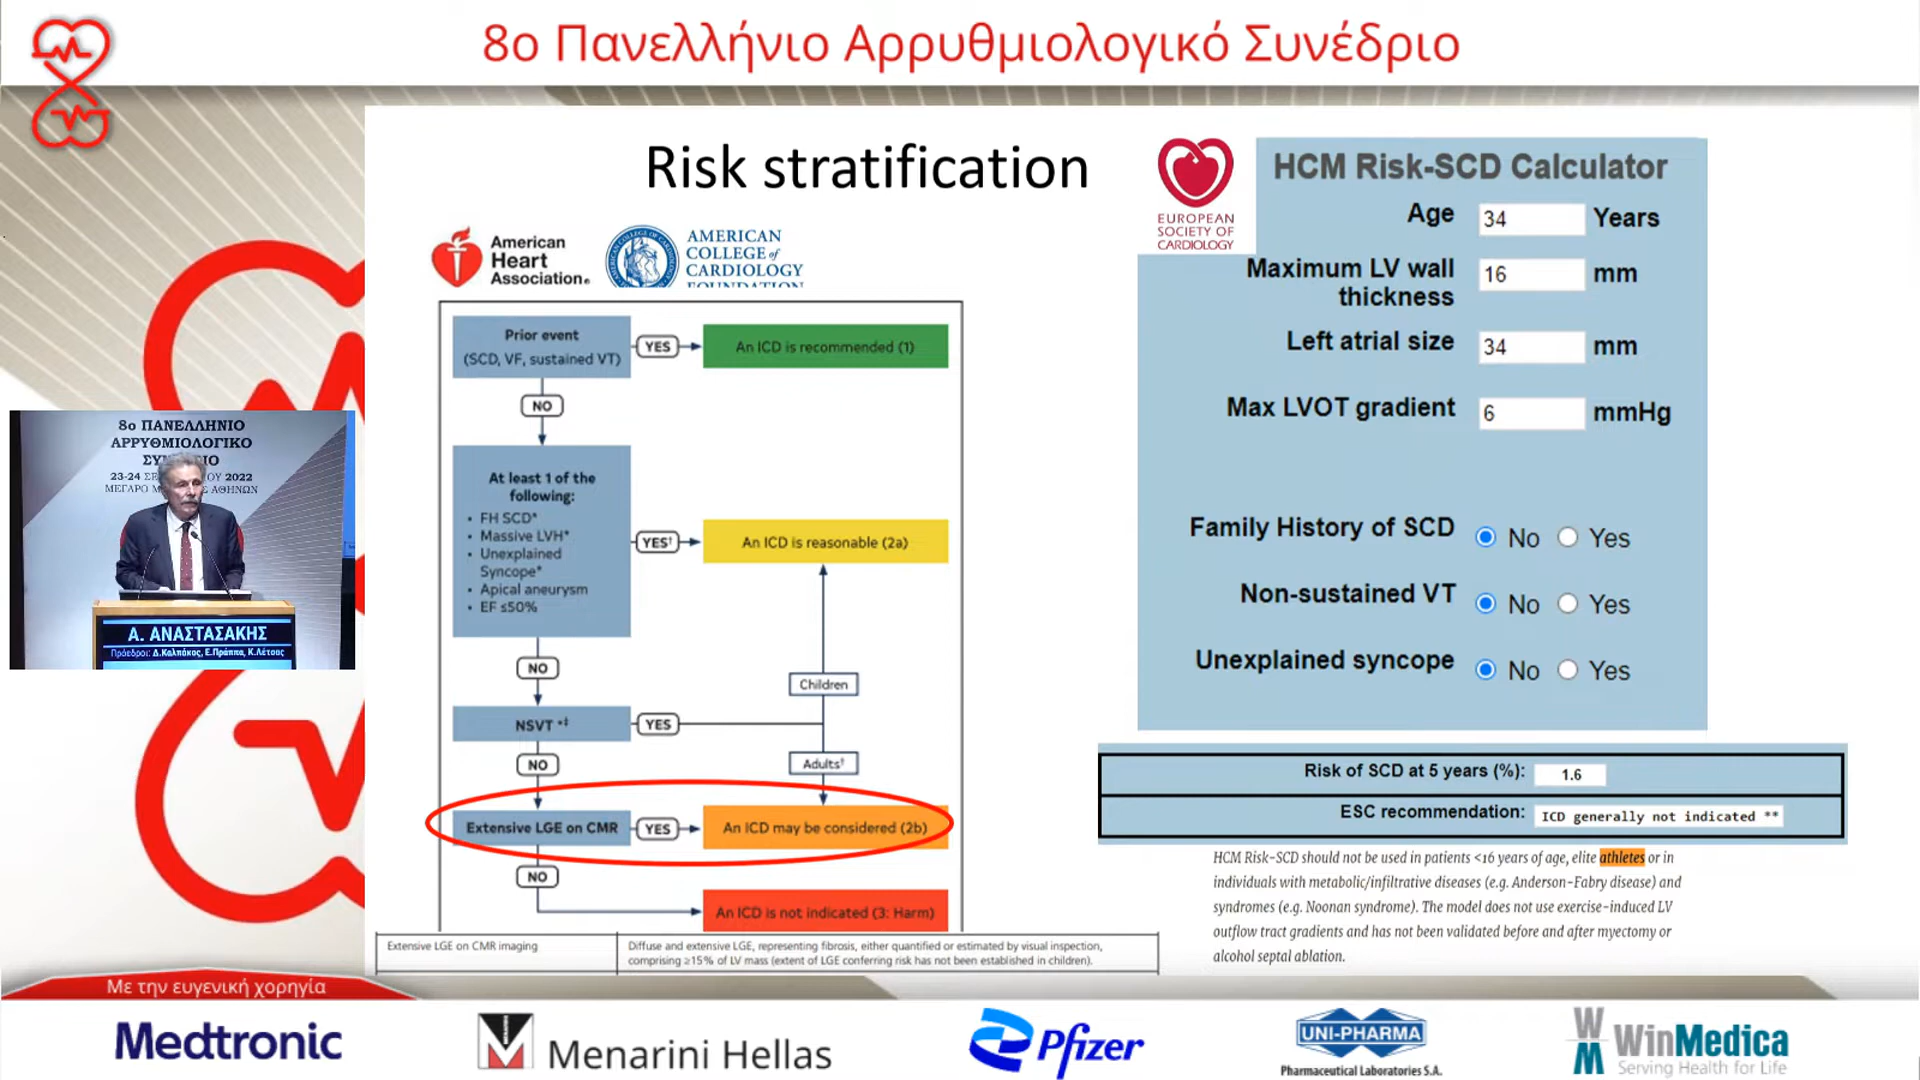 8ο Πανελλήνιο Αρρυθμιολογικό Συνέδριο
Risk stratification
American
Heart
Association®
AMERICAN
COLLEGE of
CARDIOLOGY
FOUNDATION
Prior event
(SCD, VF, sustained VT)
YES
An ICD is recommended (1)
NO
At least 1 of the
following:
• FH SCD*
• Massive LVH*
• Unexplained
Syncope*
• Apical aneurysm
• EF ≤50%
YES†
An ICD is reasonable (2a)
NO
Children
NSVT *‡
YES
NO
Adults†
Extensive LGE on CMR
YES
An ICD may be considered (2b)
NO
An ICD is not indicated (3: Harm)
Extensive LGE on CMR imaging
Diffuse and extensive LGE, representing fibrosis, either quantified or estimated by visual inspection,
comprising ≥15% of LV mass (extent of LGE conferring risk has not been established in children).
EUROPEAN
SOCIETY OF
CARDIOLOGY
HCM Risk-SCD Calculator
Age 34 Years
Maximum LV wall
thickness 16 mm
Left atrial size 34 mm
Max LVOT gradient 6 mmHg
Family History of SCD No Yes
Non-sustained VT No Yes
Unexplained syncope No Yes
Risk of SCD at 5 years (%): 1.6
ESC recommendation: ICD generally not indicated **
HCM Risk-SCD should not be used in patients <16 years of age, elite athletes or in
individuals with metabolic/infiltrative diseases (e.g. Anderson-Fabry disease) and
syndromes (e.g. Noonan syndrome). The model does not use exercise-induced LV
outflow tract gradients and has not been validated before and after myectomy or
alcohol septal ablation.
8ο ΠΑΝΕΛΛΗΝΙΟ
ΑΡΡΥΘΜΙΟΛΟΓΙΚΟ
23-24 2022
ΑΘΗΝΩΝ
Α. ΑΝΑΣΤΑΣΑΚΗΣ
Πρόεδροι: Δ.Καλπάκος, Ε.Πράππα, Κ.Λέτσας
Με την ευγενική χορηγία
Medtronic
Menarini Hellas
Pfizer
UNI-PHARMA
Pharmaceutical Laboratories S.A.
WM
WinMedica
Serving Health for Life